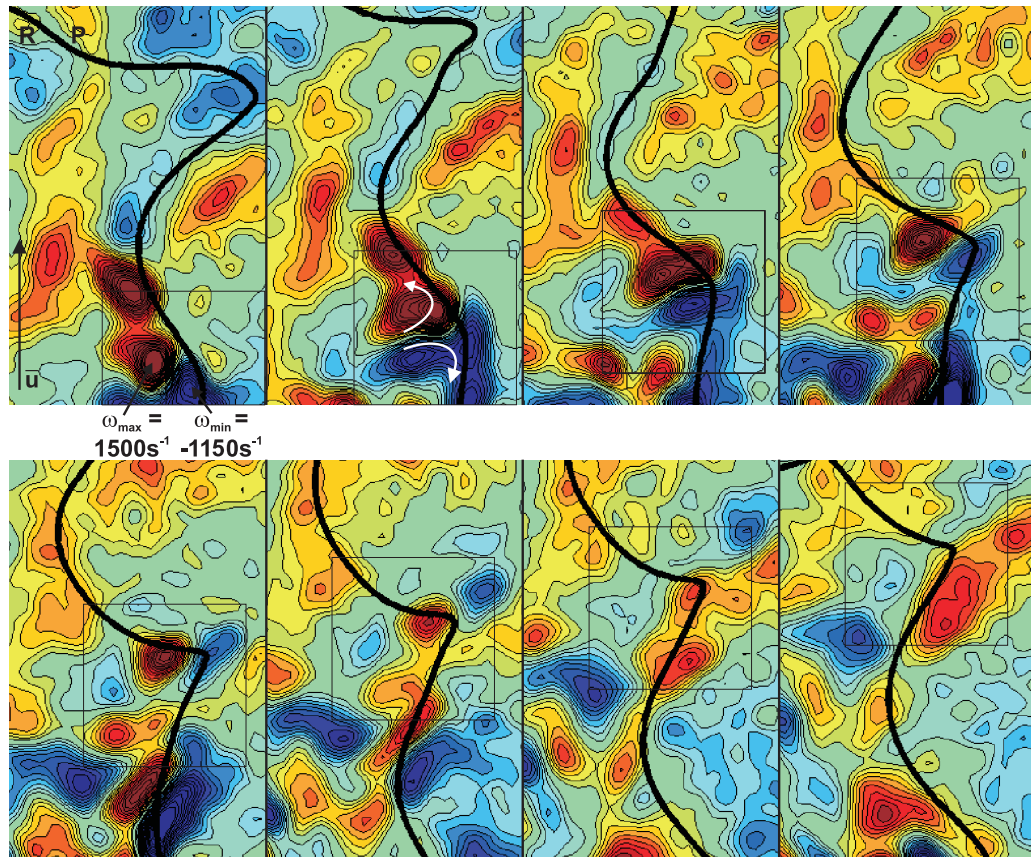 R P
u
ωmax = ωmin =
1500s-1 -1150s-1